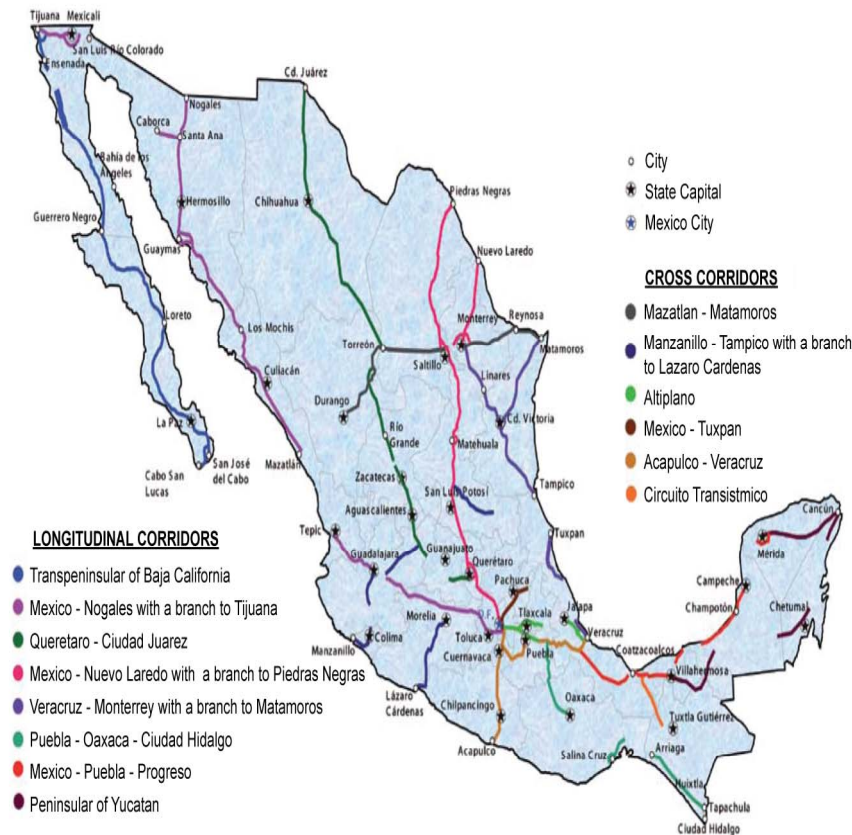 Tijuana Mexicali
San Luis Río Colorado
Ensenada
Cd. Juárez
Nogales
Caborca
Santa Ana
Bahía de los
Ángeles
Hermosillo
Chihuahua
Piedras Negras
Guerrero Negro
Guaymas
Nuevo Laredo
Loreto
Los Mochis
Monterrey
Reynosa
Torreón
Saltillo
Matamoros
Culiacán
Linares
Durango
La Paz
Cd. Victoria
Río
Grande
Matehuala
Cabo San
Lucas
San José
del Cabo
Mazatlán
Zacatecas
San Luis Potosí
Tampico
Aguascalientes
Tepic
Tuxpan
Guadalajara
Guanajuato
Querétaro
Pachuca
Cancún
Mérida
Campeche
Morelia
D.F.
Tlaxcala
Jalapa
Champotón
Chetumal
Manzanillo
Colima
Toluca
Veracruz
Coatzacoalcos
Cuernavaca
Puebla
Villahermosa
Lázaro
Cárdenas
Chilpancingo
Oaxaca
Tuxtla Gutiérrez
Acapulco
Salina Cruz
Arriaga
Huixtla
Tapachula
Ciudad Hidalgo
City
State Capital
Mexico City
CROSS CORRIDORS
Mazatlan - Matamoros
Manzanillo - Tampico with a branch
to Lazaro Cardenas
Altiplano
Mexico - Tuxpan
Acapulco - Veracruz
Circuito Transistmico
LONGITUDINAL CORRIDORS
Transpeninsular of Baja California
Mexico - Nogales with a branch to Tijuana
Queretaro - Ciudad Juarez
Mexico - Nuevo Laredo with a branch to Piedras Negras
Veracruz - Monterrey with a branch to Matamoros
Puebla - Oaxaca - Ciudad Hidalgo
Mexico - Puebla - Progreso
Peninsular of Yucatan